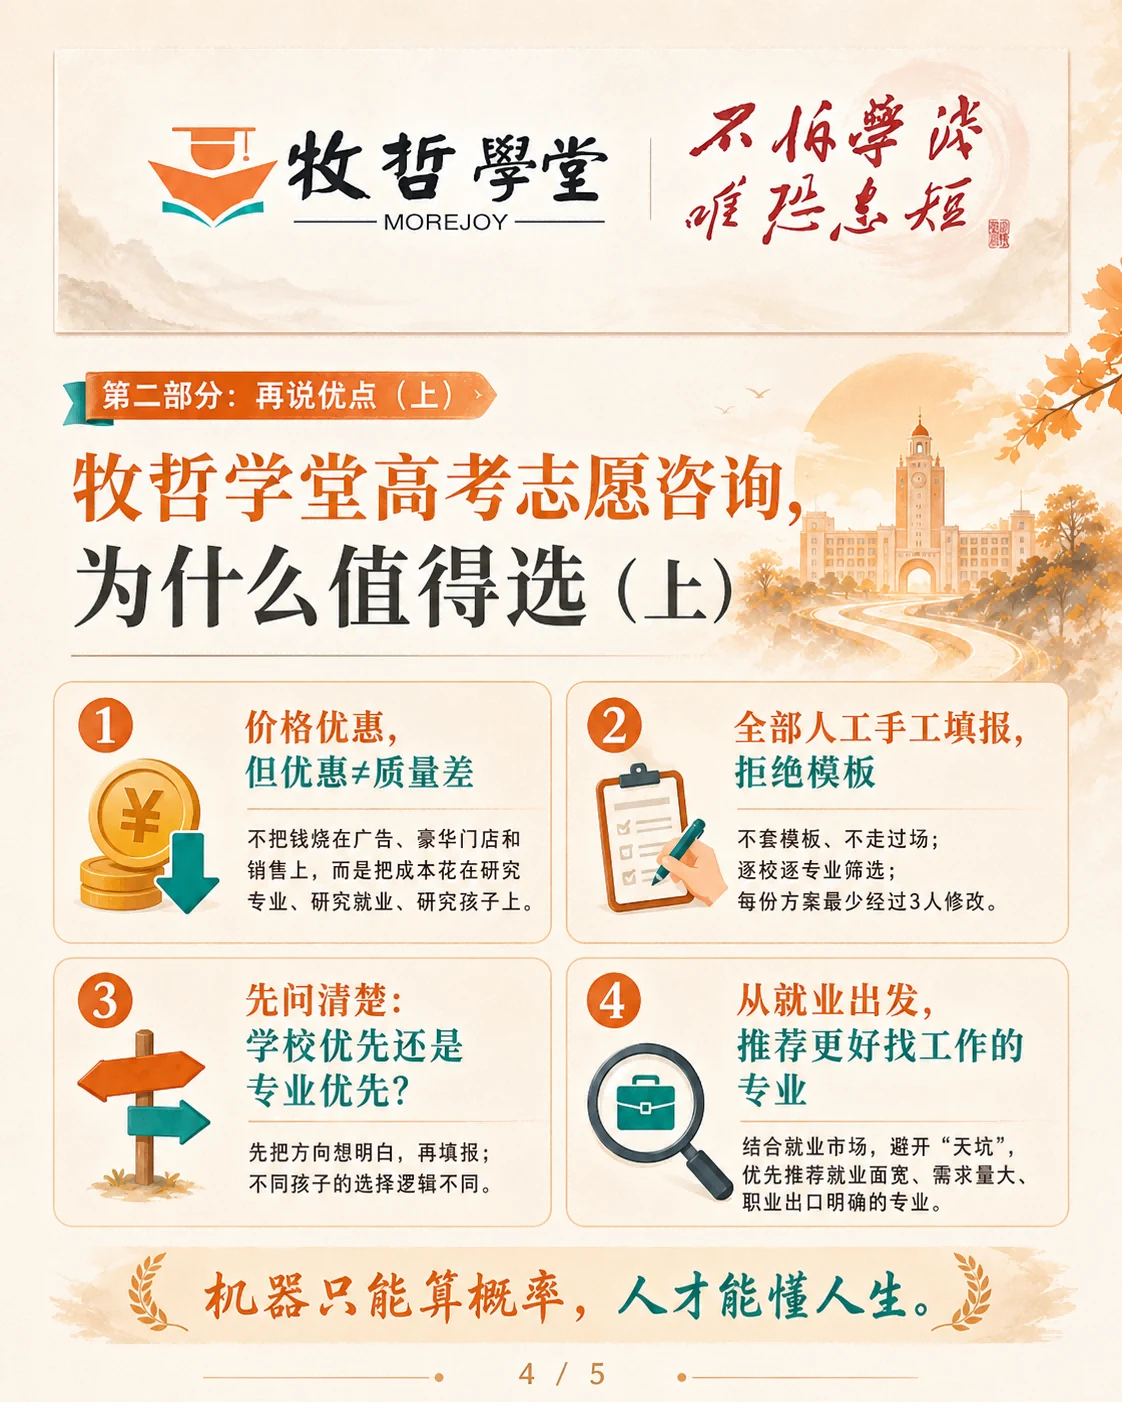 牧哲學堂
MOREJOY
不怕學淺
唯恐志短
第二部分：再说优点（上）
牧哲学堂高考志愿咨询，
为什么值得选（上）
1
价格优惠，
但优惠≠质量差
不把钱烧在广告、豪华门店和
销售上，而是把成本花在研究
专业、研究就业、研究孩子上。
2
全部人工手工填报，
拒绝模板
不套模板、不走过场；
逐校逐专业筛选；
每份方案最少经过3人修改。
3
先问清楚：
学校优先还是
专业优先？
先把方向想明白，再填报；
不同孩子的选择逻辑不同。
4
从就业出发，
推荐更好找工作的
专业
结合就业市场，避开“天坑”，
优先推荐就业面宽、需求量大、
职业出口明确的专业。
机器只能算概率，人才能懂人生。
4 / 5